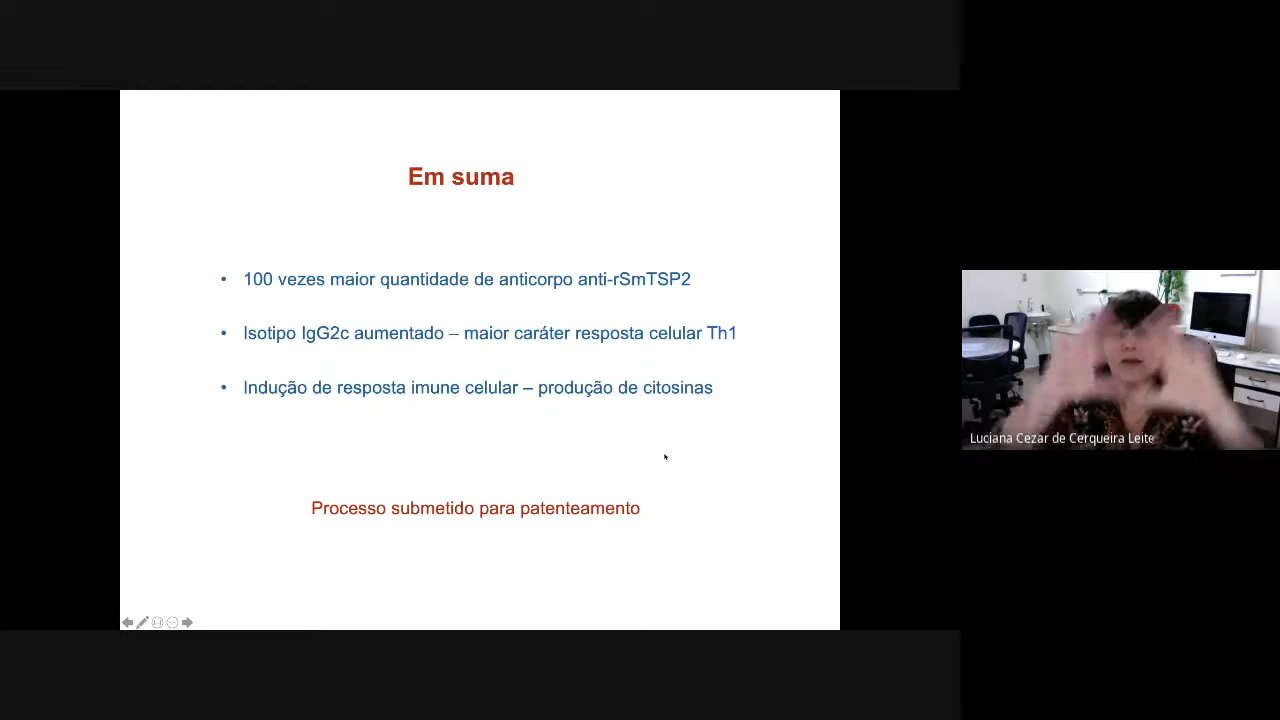 Em suma
• 100 vezes maior quantidade de anticorpo anti-rSmTSP2
• Isotipo IgG2c aumentado – maior caráter resposta celular Th1
• Indução de resposta imune celular – produção de citosinas
Processo submetido para patenteamento
Luciana Cezar de Cerqueira Leite